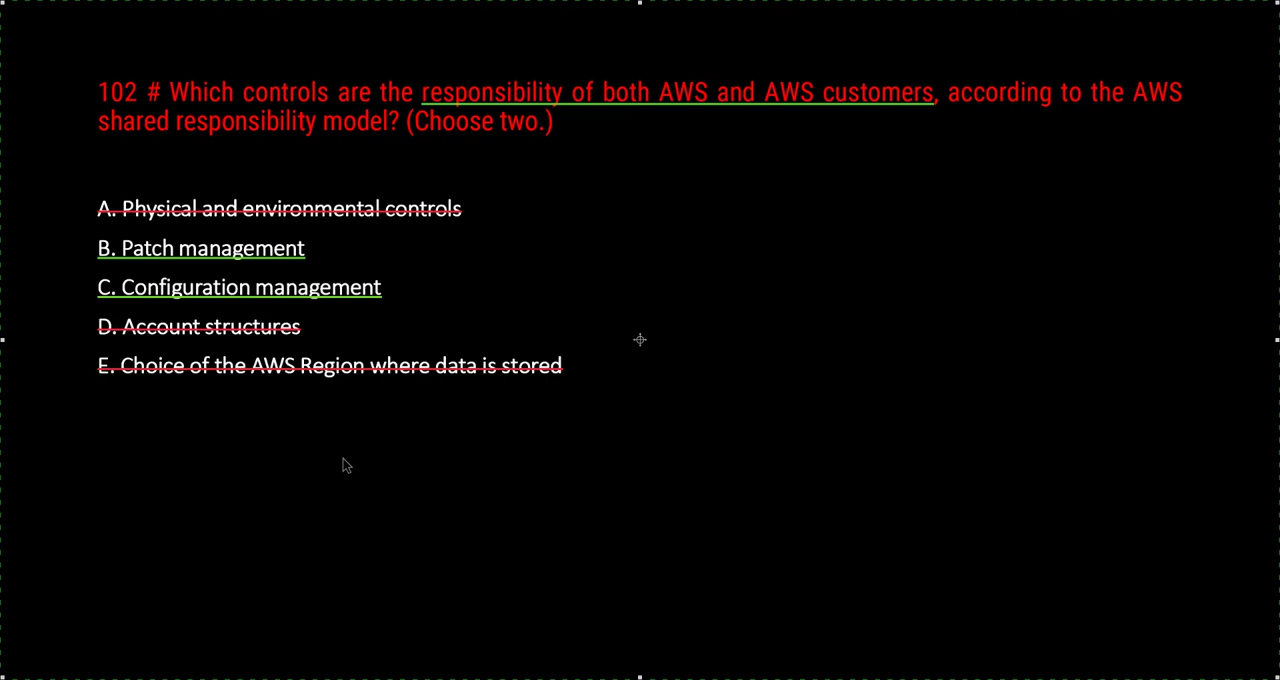 102 # Which controls are the responsibility of both AWS and AWS customers, according to the AWS
shared responsibility model? (Choose two.)
A. Physical and environmental controls
B. Patch management
C. Configuration management
D. Account structures
E. Choice of the AWS Region where data is stored